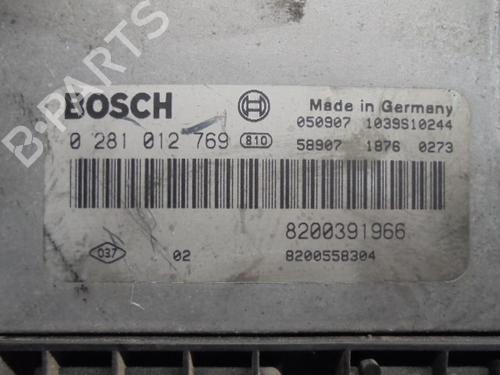 B-PARTS
BOSCH
Made in Germany
0 281 012 769 810
050907 1039S10244
58907 1876 0273
8200391966
037 02 8200558304